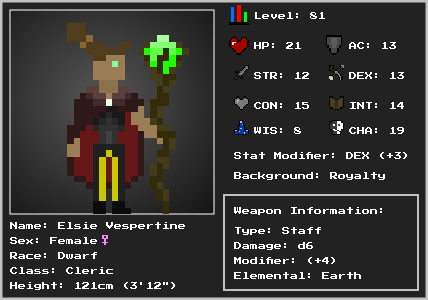 Level: 81
HP: 21
AC: 13
STR: 12
DEX: 13
CON: 15
INT: 14
WIS: 8
CHA: 19
Stat Modifier: DEX (+3)
Background: Royalty
Name: Elsie Vespertine
Sex: Female♀
Race: Dwarf
Class: Cleric
Height: 121cm (3'12")
Weapon Information:
Type: Staff
Damage: d6
Modifier: (+4)
Elemental: Earth